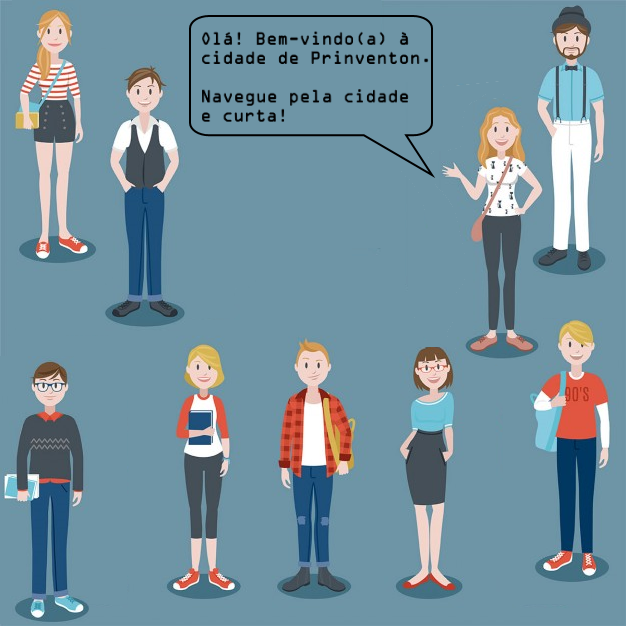 Olá! Bem-vindo(a) à
cidade de Prinventon.
Navegue pela cidade
e curta!
90'S